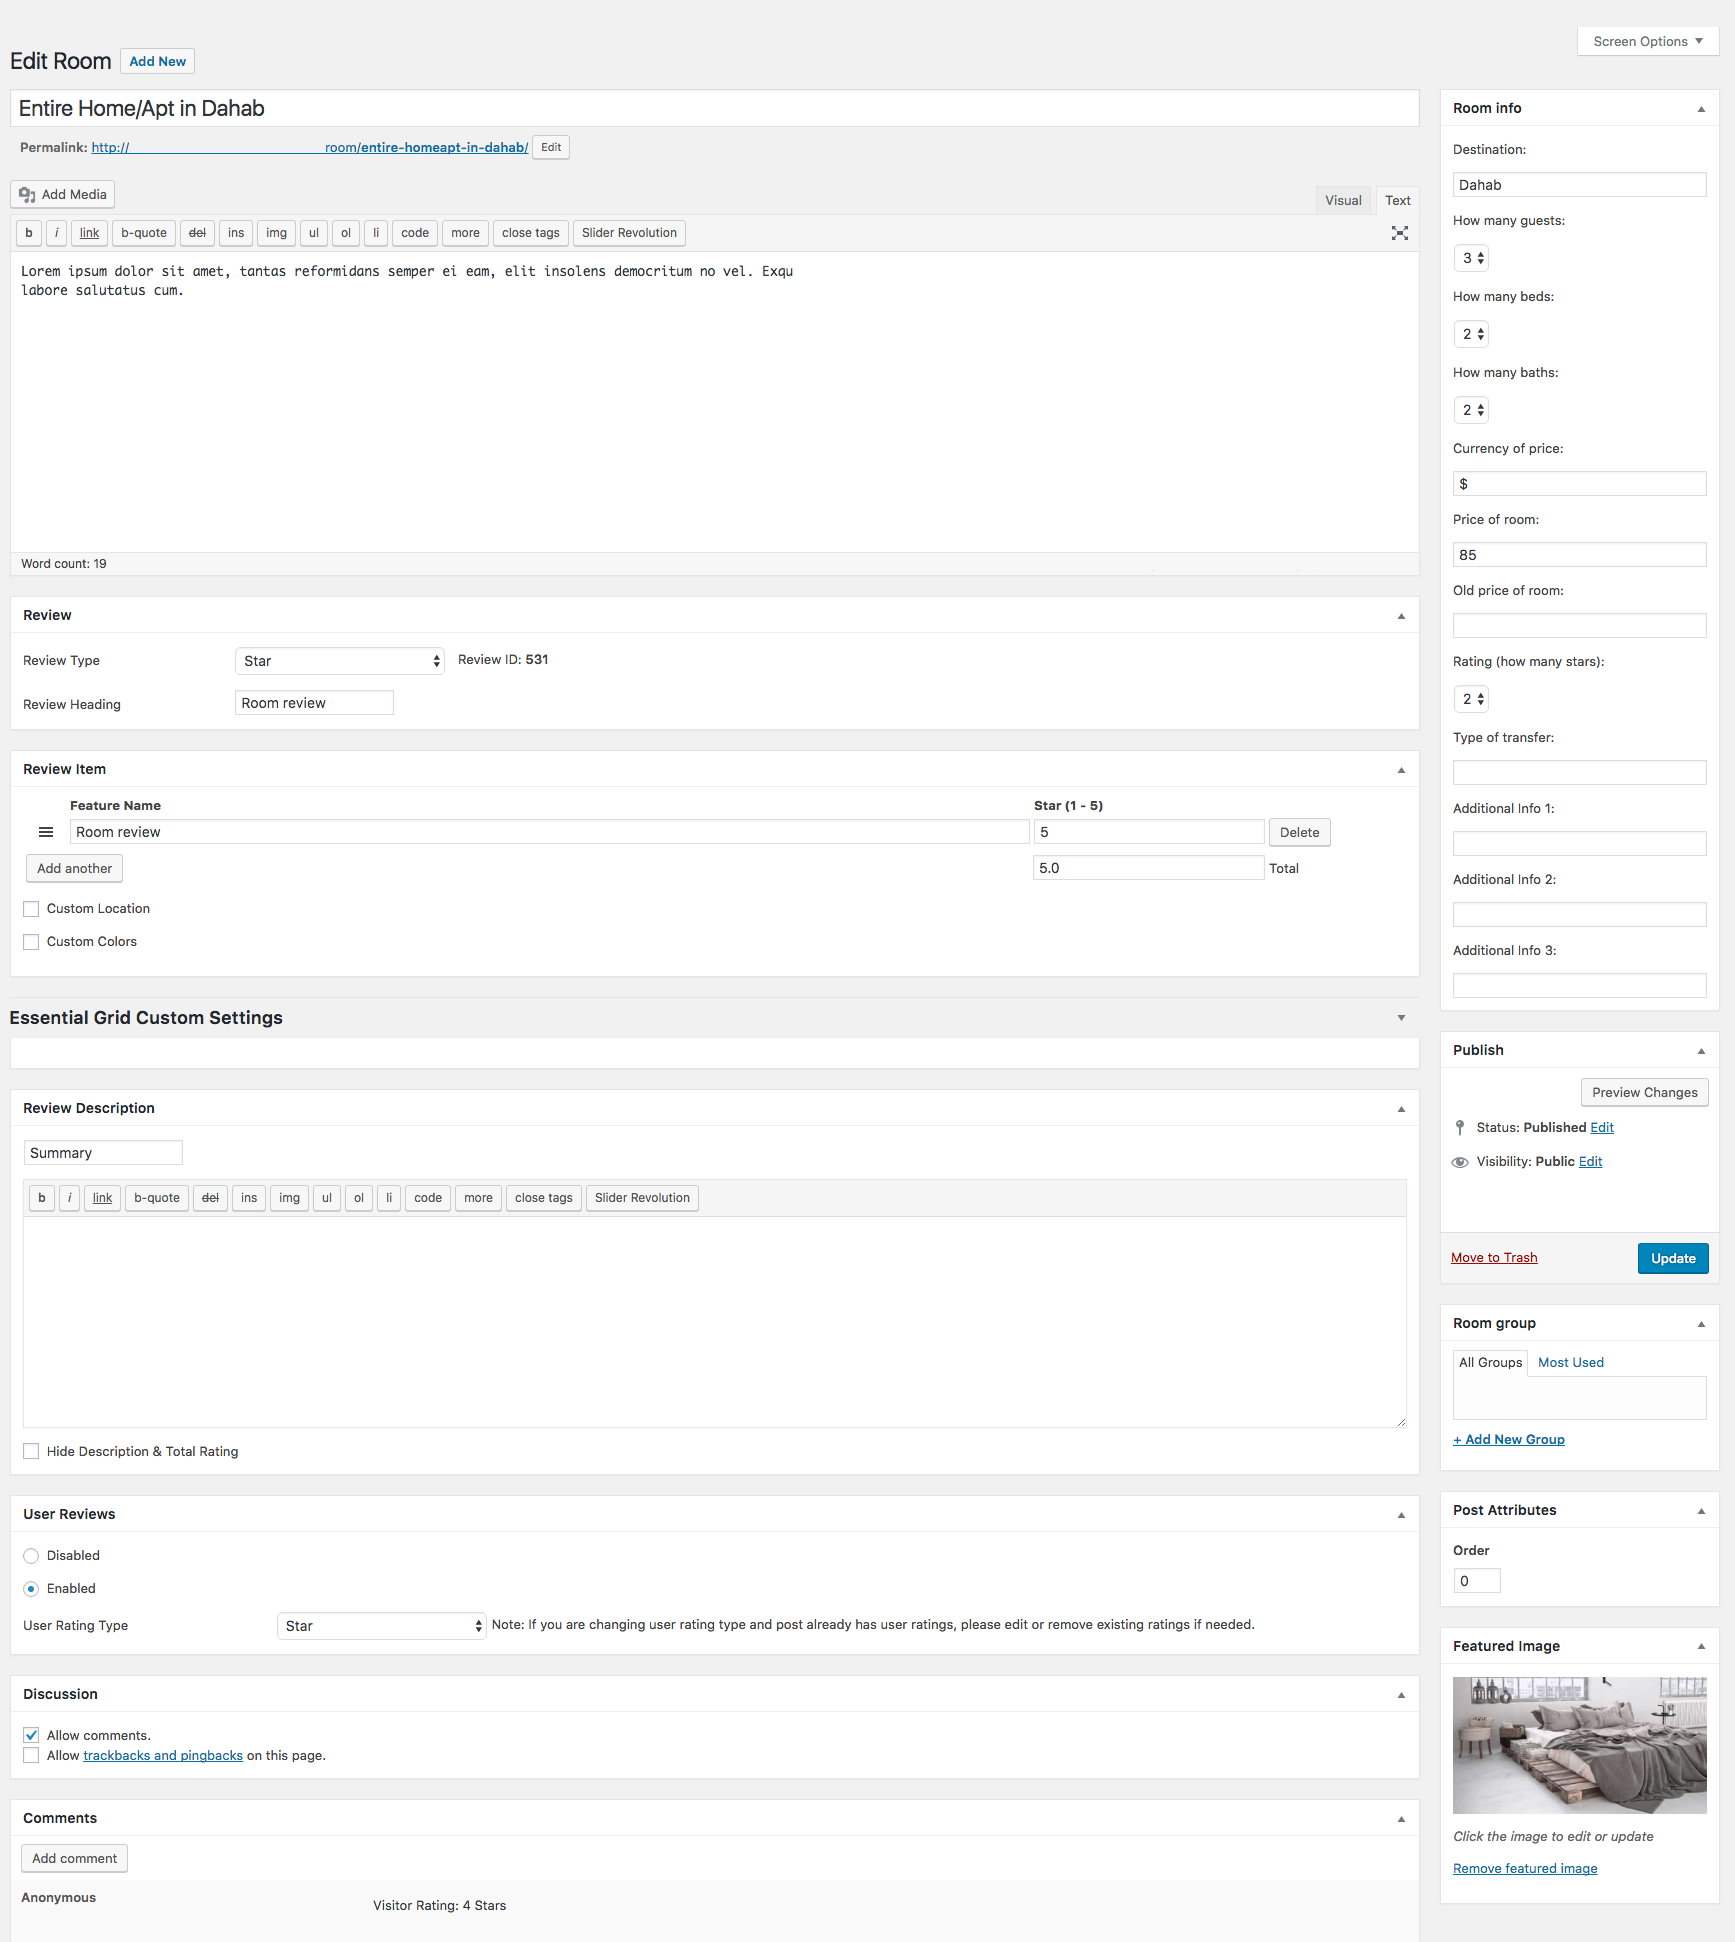 Screen Options
Edit Room Add New
Entire Home/Apt in Dahab
Permalink: http:// room/entire-homeapt-in-dahab/ Edit
Add Media
Visual Text
b i link b-quote del ins img ul ol li code more close tags Slider Revolution
Lorem ipsum dolor sit amet, tantas reformidans semper ei eam, elit insolens democritum no vel. Exqu
labore salutatus cum.
Word count: 19
Review
Review Type Star Review ID: 531
Review Heading Room review
Review Item
Feature Name Star (1 - 5)
Room review 5 Delete
Add another 5.0 Total
Custom Location
Custom Colors
Essential Grid Custom Settings
Review Description
Summary
b i link b-quote del ins img ul ol li code more close tags Slider Revolution
Hide Description & Total Rating
User Reviews
Disabled
Enabled
User Rating Type Star Note: If you are changing user rating type and post already has user ratings, please edit or remove existing ratings if needed.
Discussion
Allow comments.
Allow trackbacks and pingbacks on this page.
Comments
Add comment
Anonymous Visitor Rating: 4 Stars
Room info
Destination:
Dahab
How many guests:
3
How many beds:
2
How many baths:
2
Currency of price:
$
Price of room:
85
Old price of room:
Rating (how many stars):
2
Type of transfer:
Additional Info 1:
Additional Info 2:
Additional Info 3:
Publish
Preview Changes
Status: Published Edit
Visibility: Public Edit
Move to Trash Update
Room group
All Groups Most Used
+ Add New Group
Post Attributes
Order
0
Featured Image
Click the image to edit or update
Remove featured image